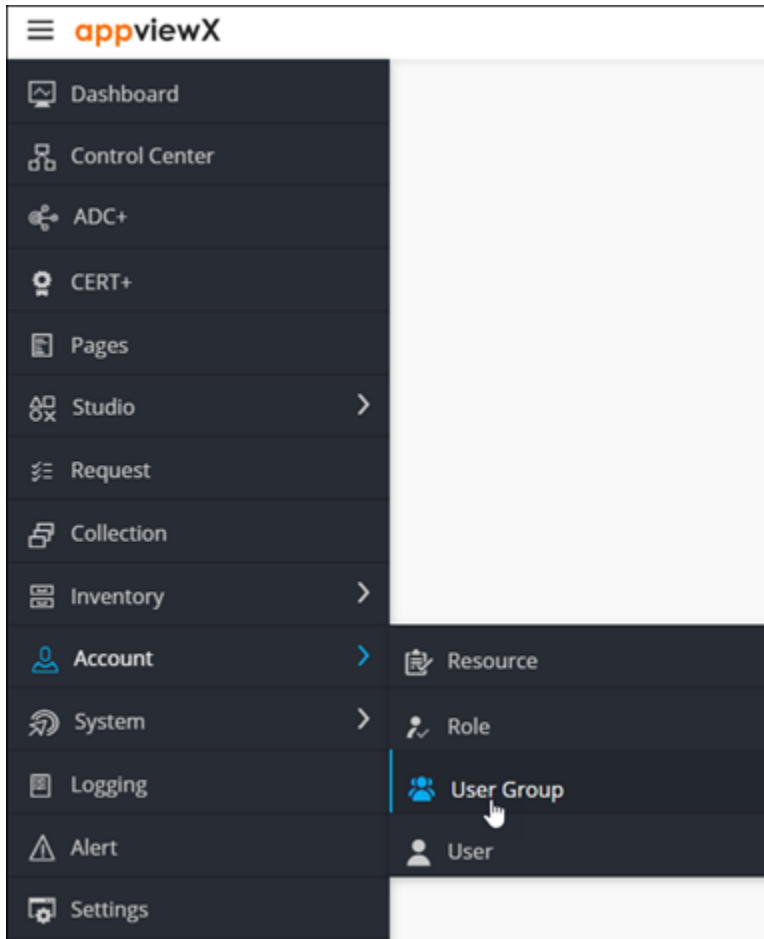 appviewX
Dashboard
Control Center
ADC+
CERT+
Pages
Studio
Request
Collection
Inventory
Account
System
Logging
Alert
Settings
Resource
Role
User Group
User